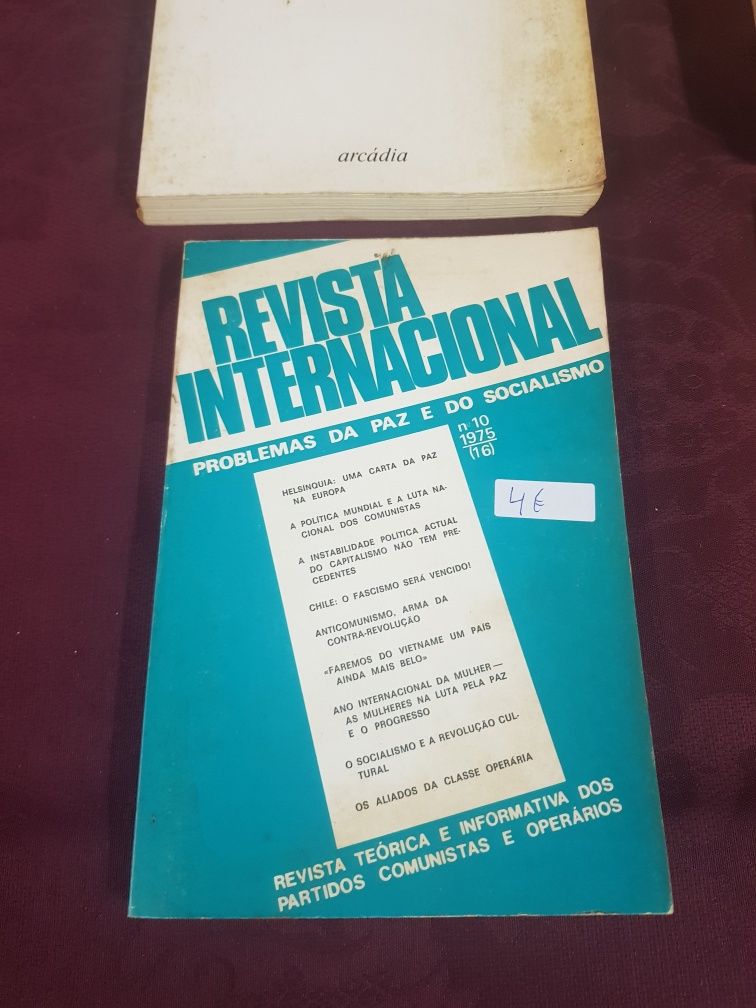 arcádia
REVISTA
INTERNACIONAL
PROBLEMAS DA PAZ E DO SOCIALISMO
nº 10
1975
(16)
4€
HELSÍNQUIA: UMA CARTA DA PAZ
NA EUROPA
A POLITICA MUNDIAL E A LUTA NA-
CIONAL DOS COMUNISTAS
A INSTABILIDADE POLITICA ACTUAL
DO CAPITALISMO NÃO TEM PRE-
CEDENTES
CHILE: O FASCISMO SERÁ VENCIDO!
ANTICOMUNISMO, ARMA DA
CONTRA-REVOLUÇÃO
«FAREMOS DO VIETNAME UM PAIS
AINDA MAIS BELO»
ANO INTERNACIONAL DA MULHER —
AS MULHERES NA LUTA PELA PAZ
E O PROGRESSO
O SOCIALISMO E A REVOLUÇÃO CUL-
TURAL
OS ALIADOS DA CLASSE OPERÁRIA
REVISTA TEÓRICA E INFORMATIVA DOS
PARTIDOS COMUNISTAS E OPERÁRIOS